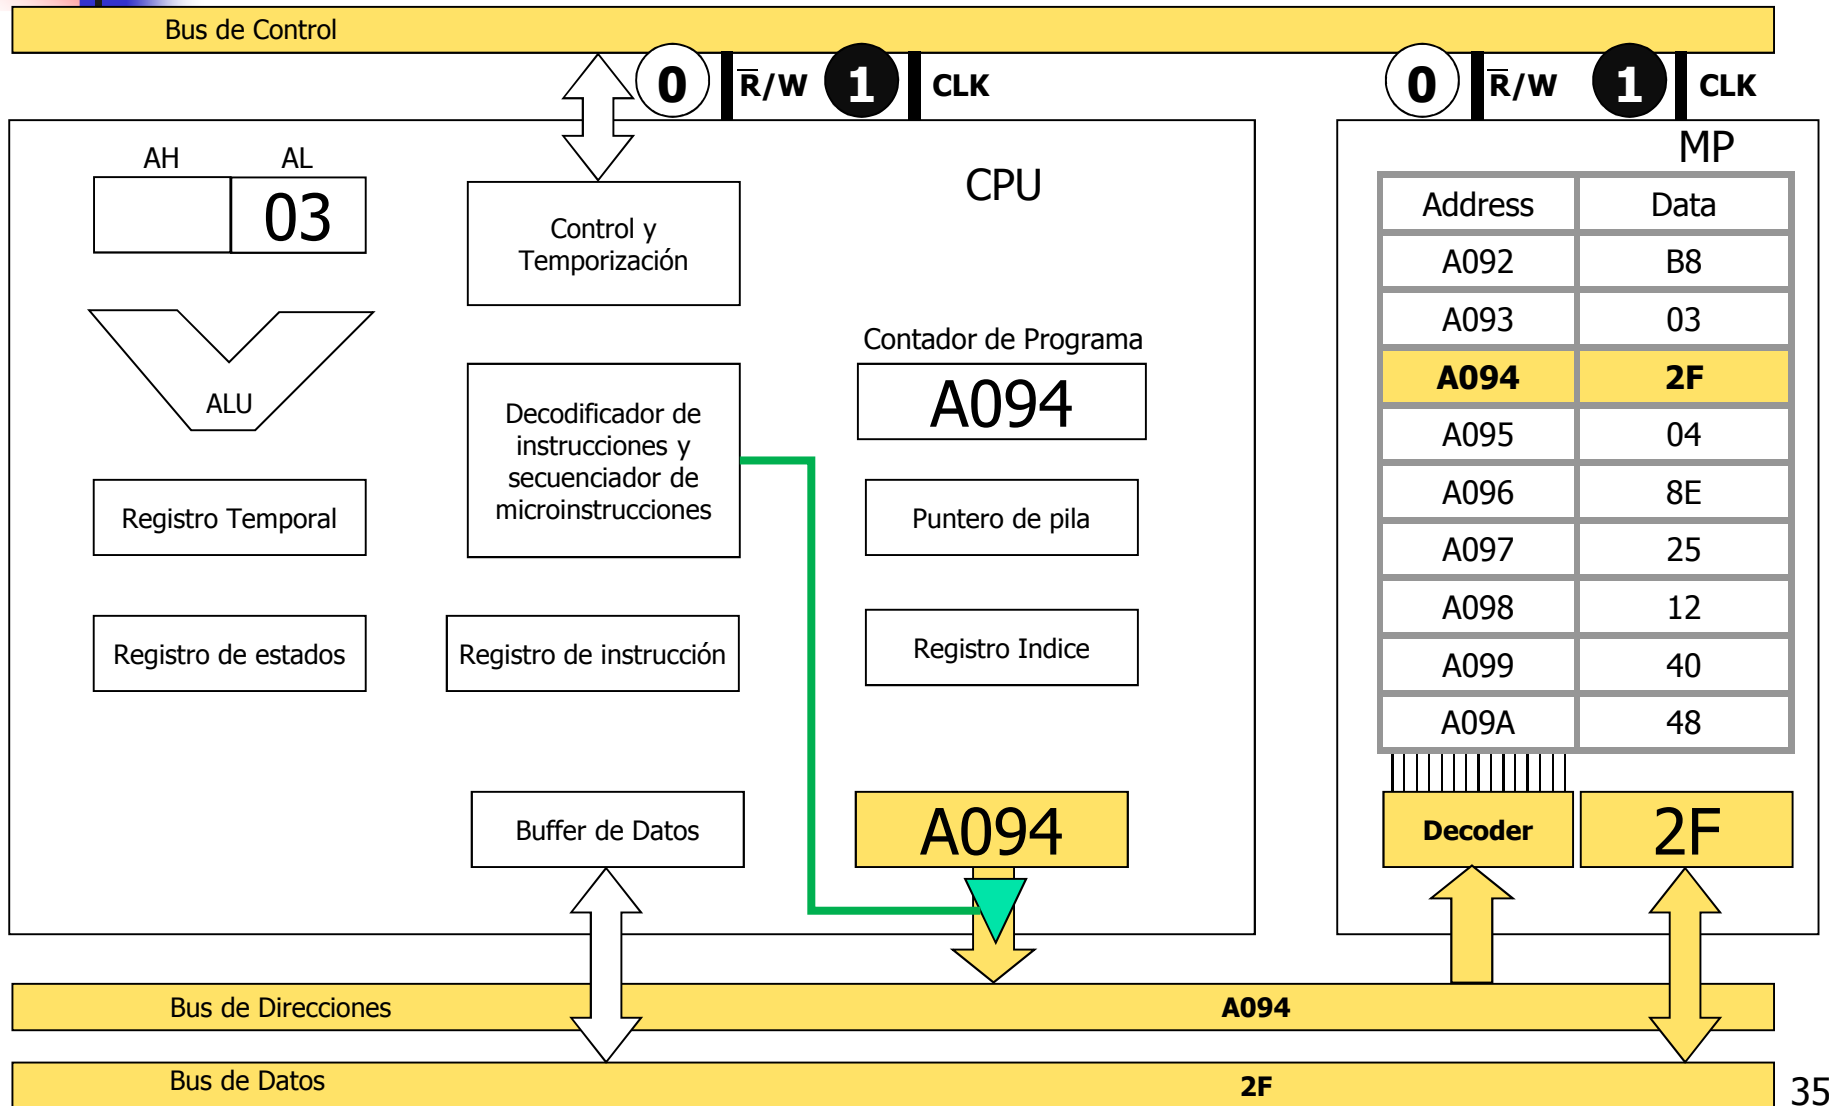 Bus de Control
0
R̅/W
1
CLK
0
R̅/W
1
CLK
AH
AL
03
Control y
Temporización
CPU
ALU
Decodificador de
instrucciones y
secuenciador de
microinstrucciones
Contador de Programa
A094
Registro Temporal
Puntero de pila
Registro de estados
Registro de instrucción
Registro Indice
Buffer de Datos
A094
MP
Address Data
A092 B8
A093 03
A094 2F
A095 04
A096 8E
A097 25
A098 12
A099 40
A09A 48
Decoder
2F
Bus de Direcciones
A094
Bus de Datos
2F
35